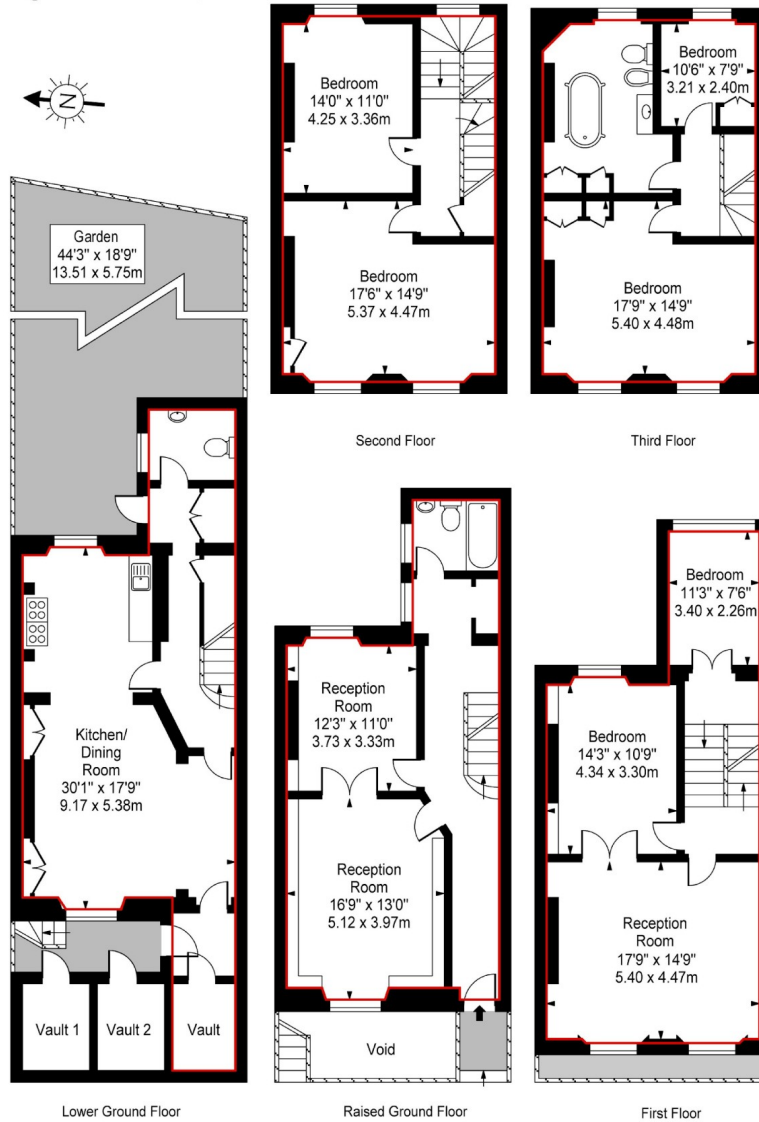 N
Garden
44'3" x 18'9"
13.51 x 5.75m
Kitchen/
Dining
Room
30'1" x 17'9"
9.17 x 5.38m
Vault 1
Vault 2
Vault
Lower Ground Floor
Bedroom
14'0" x 11'0"
4.25 x 3.36m
Bedroom
17'6" x 14'9"
5.37 x 4.47m
Second Floor
Bedroom
10'6" x 7'9"
3.21 x 2.40m
Bedroom
17'9" x 14'9"
5.40 x 4.48m
Third Floor
Reception
Room
12'3" x 11'0"
3.73 x 3.33m
Reception
Room
16'9" x 13'0"
5.12 x 3.97m
Void
Raised Ground Floor
Bedroom
11'3" x 7'6"
3.40 x 2.26m
Bedroom
14'3" x 10'9"
4.34 x 3.30m
Reception
Room
17'9" x 14'9"
5.40 x 4.47m
First Floor